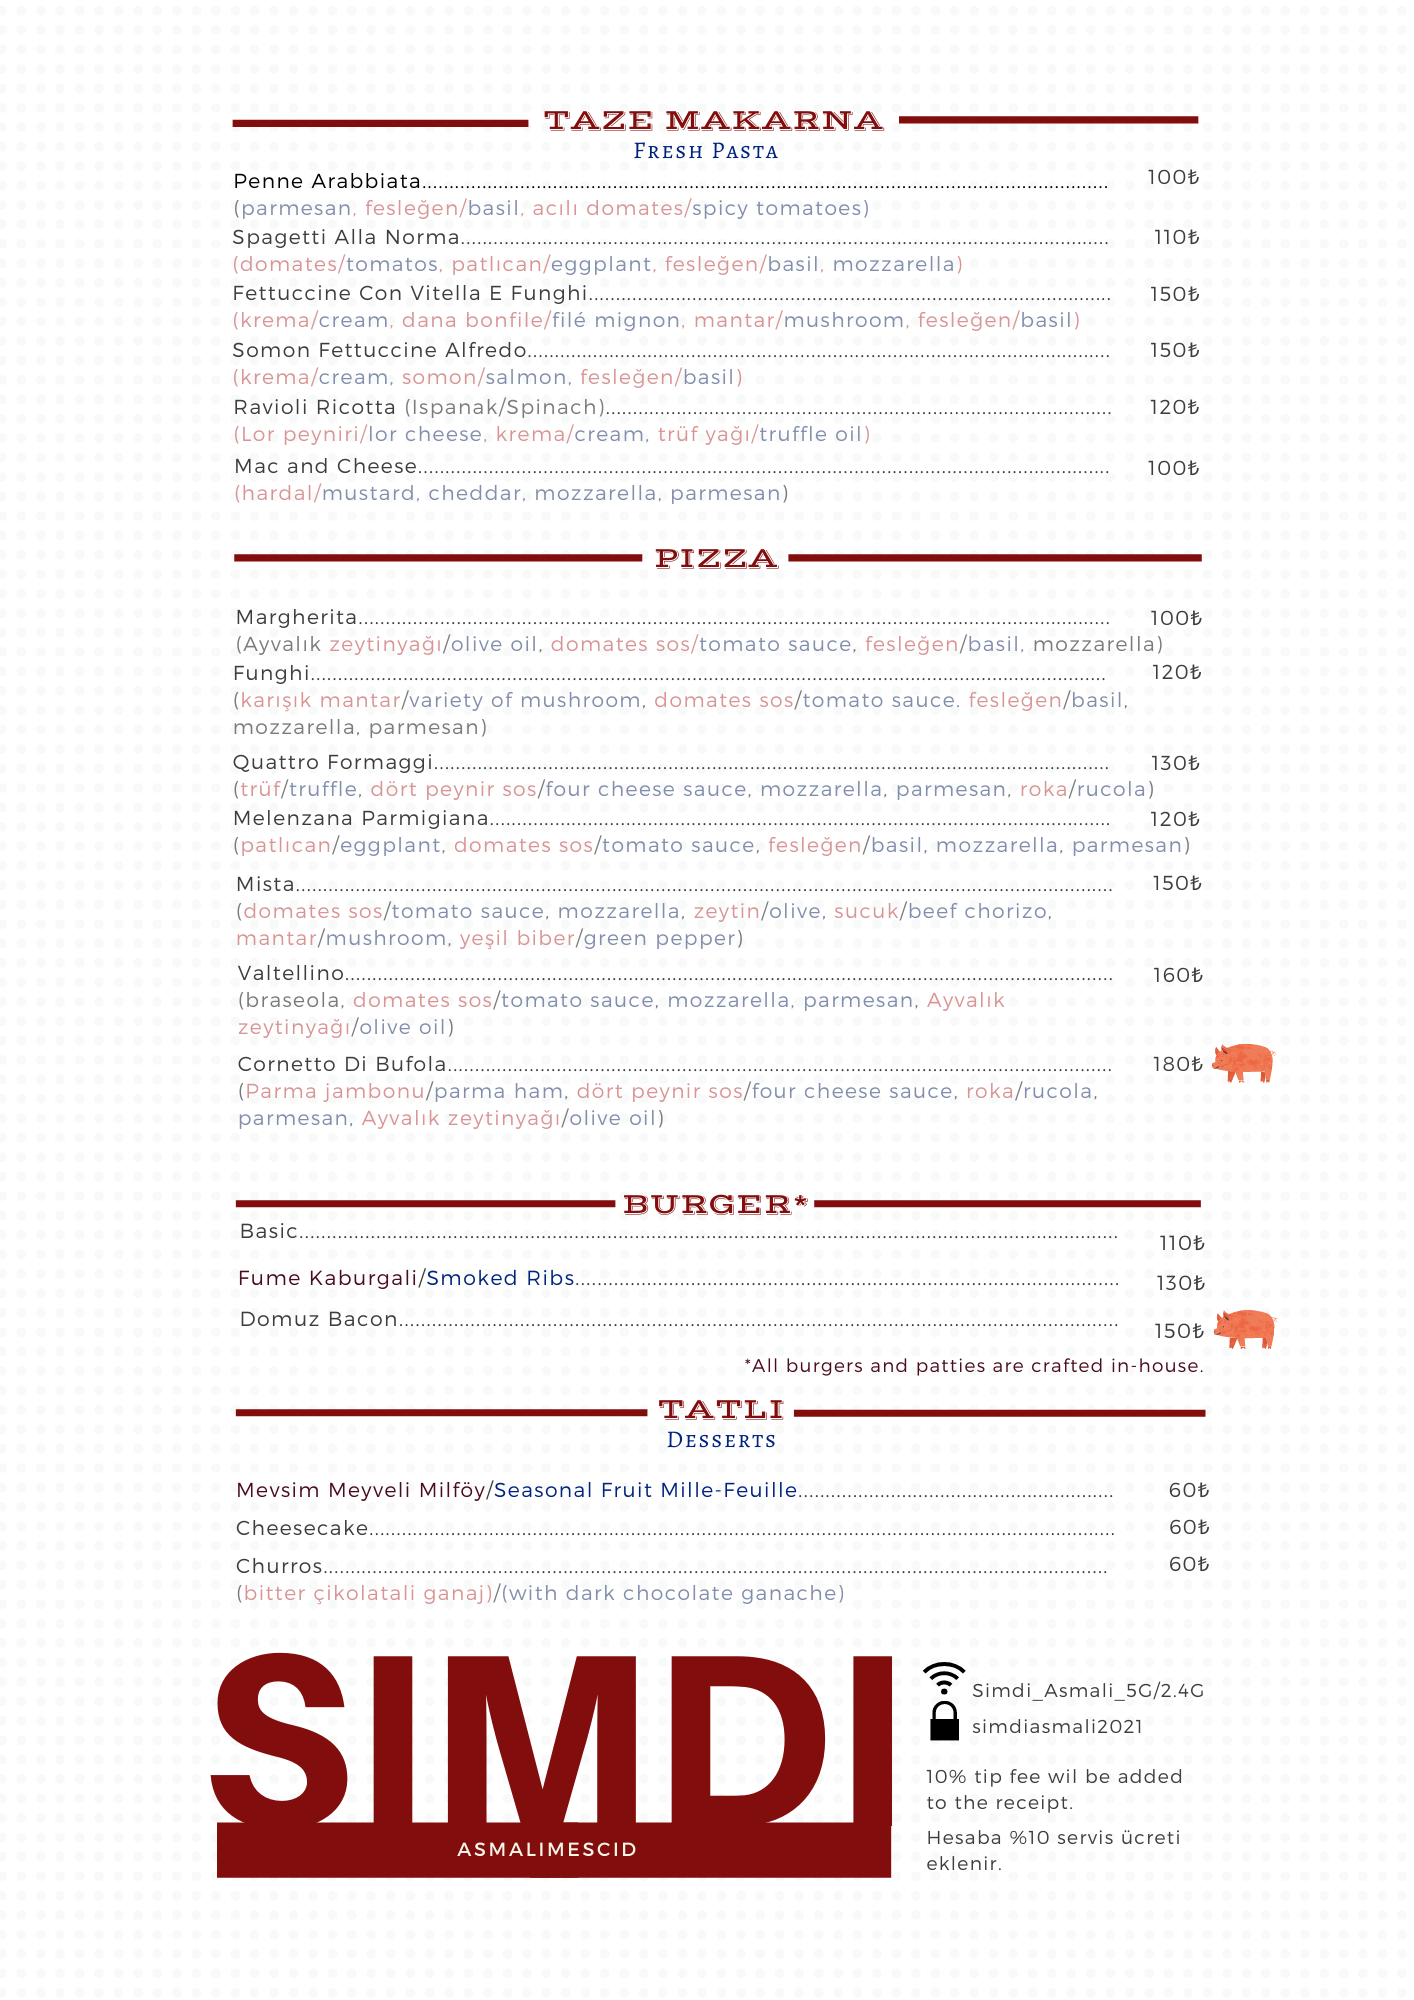 TAZE MAKARNA
Fresh Pasta
Penne Arabbiata........ 100₺
(parmesan, fesleğen/basil, acılı domates/spicy tomatoes)
Spagetti Alla Norma........ 110₺
(domates/tomatos, patlıcan/eggplant, fesleğen/basil, mozzarella)
Fettuccine Con Vitella E Funghi........ 150₺
(krema/cream, dana bonfile/filé mignon, mantar/mushroom, fesleğen/basil)
Somon Fettuccine Alfredo........ 150₺
(krema/cream, somon/salmon, fesleğen/basil)
Ravioli Ricotta (Ispanak/Spinach)........ 120₺
(Lor peyniri/lor cheese, krema/cream, trüf yağı/truffle oil)
Mac and Cheese........ 100₺
(hardal/mustard, cheddar, mozzarella, parmesan)
PIZZA
Margherita........ 100₺
(Ayvalık zeytinyağı/olive oil, domates sos/tomato sauce, fesleğen/basil, mozzarella)
Funghi........ 120₺
(karışık mantar/variety of mushroom, domates sos/tomato sauce. fesleğen/basil,
mozzarella, parmesan)
Quattro Formaggi........ 130₺
(trüf/truffle, dört peynir sos/four cheese sauce, mozzarella, parmesan, roka/rucola)
Melenzana Parmigiana........ 120₺
(patlıcan/eggplant, domates sos/tomato sauce, fesleğen/basil, mozzarella, parmesan)
Mista........ 150₺
(domates sos/tomato sauce, mozzarella, zeytin/olive, sucuk/beef chorizo,
mantar/mushroom, yeşil biber/green pepper)
Valtellino........ 160₺
(braseola, domates sos/tomato sauce, mozzarella, parmesan, Ayvalık
zeytinyağı/olive oil)
Cornetto Di Bufola........ 180₺
(Parma jambonu/parma ham, dört peynir sos/four cheese sauce, roka/rucola,
parmesan, Ayvalık zeytinyağı/olive oil)
BURGER*
Basic........ 110₺
Fume Kaburgali/Smoked Ribs........ 130₺
Domuz Bacon........ 150₺
*All burgers and patties are crafted in-house.
TATLI
Desserts
Mevsim Meyveli Milföy/Seasonal Fruit Mille-Feuille........ 60₺
Cheesecake........ 60₺
Churros........ 60₺
(bitter çikolatali ganaj)/(with dark chocolate ganache)
SIMDI
ASMALIMESCID
Simdi_Asmali_5G/2.4G
simdiasmali2021
10% tip fee wil be added
to the receipt.
Hesaba %10 servis ücreti
eklenir.